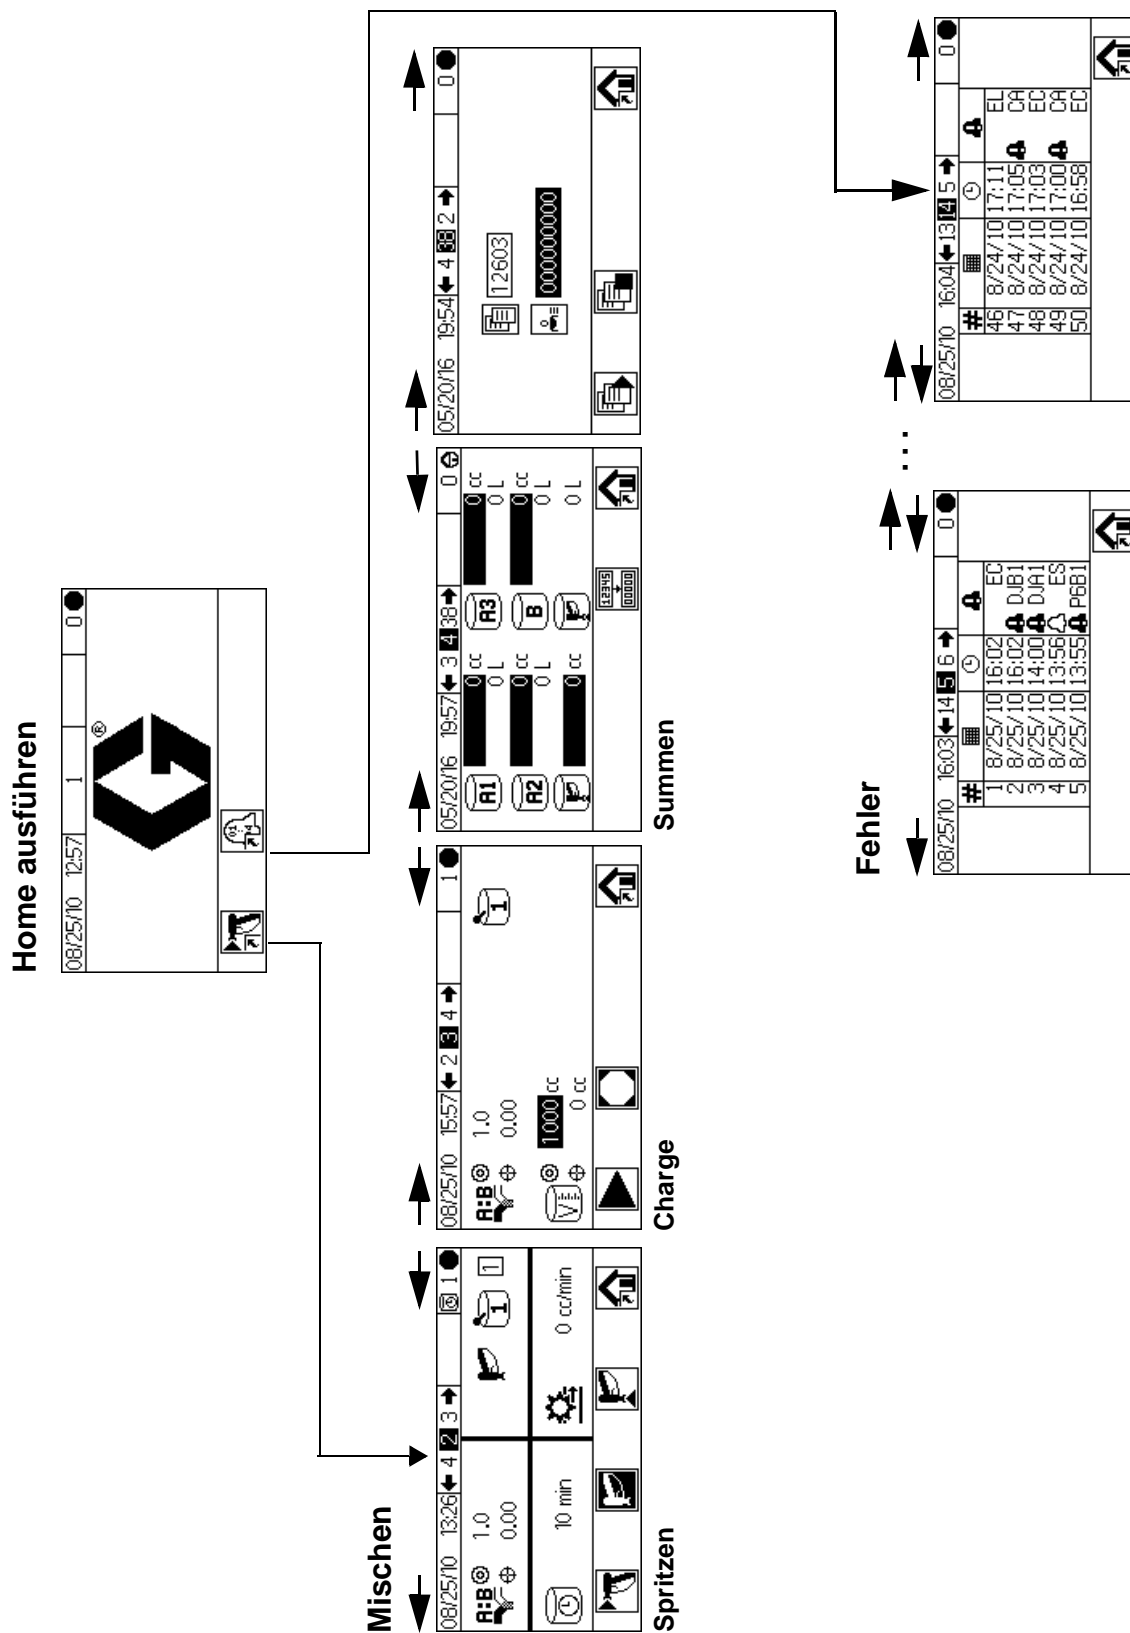 Home ausführen
08/25/10 12:57 1 0
®
Mischen
08/25/10 13:26 4 2 3 1
A:B 1.0
0.00
1 1
10 min 0 cc/min
Spritzen
08/25/10 15:57 2 3 4 1
A:B 1.0
0.00
1
1000 cc
0 cc
Charge
05/20/16 19:57 3 4 38 0
A1 0 cc
0 L
A3 0 cc
0 L
A2 0 cc
0 L
B 0 cc
0 L
0 cc 0 L
12345
00000
Summen
05/20/16 19:54 4 38 2 0
12603
000000000
Fehler
08/25/10 16:03 14 5 6 0
#
1 8/25/10 16:02 EC
2 8/25/10 16:02 DJB1
3 8/25/10 14:00 DJA1
4 8/25/10 13:56 ES
5 8/25/10 13:55 P6B1
...
08/25/10 16:04 13 14 5 0
#
46 8/24/10 17:11 EL
47 8/24/10 17:05 CA
48 8/24/10 17:03 EC
49 8/24/10 17:00 CA
50 8/24/10 16:58 EC